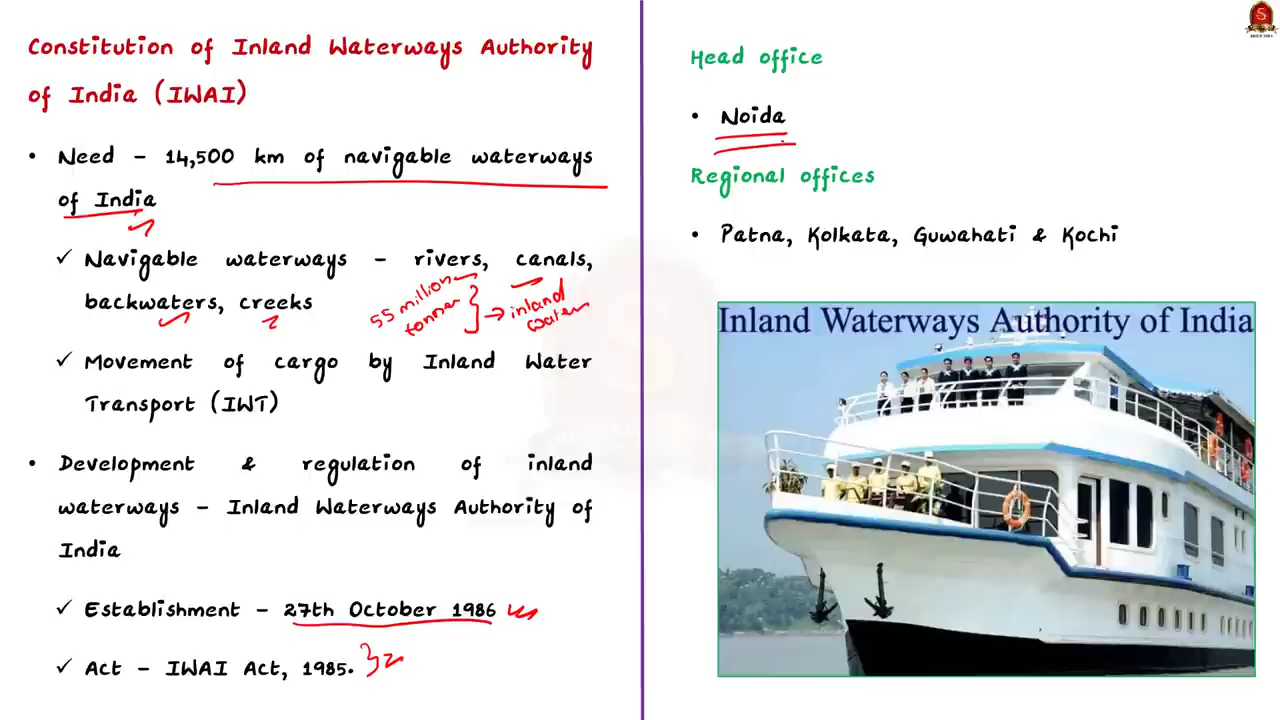 Constitution of Inland Waterways Authority
of India (IWAI)
• Need – 14,500 km of navigable waterways
of India
✓ Navigable waterways – rivers, canals,
backwaters, creeks
55 million
tonne
→ inland
water
✓ Movement of cargo by Inland Water
Transport (IWT)
• Development & regulation of inland
waterways – Inland Waterways Authority of
India
✓ Establishment – 27th October 1986
✓ Act – IWAI Act, 1985.
Head office
• Noida
Regional offices
• Patna, Kolkata, Guwahati & Kochi
Inland Waterways Authority of India